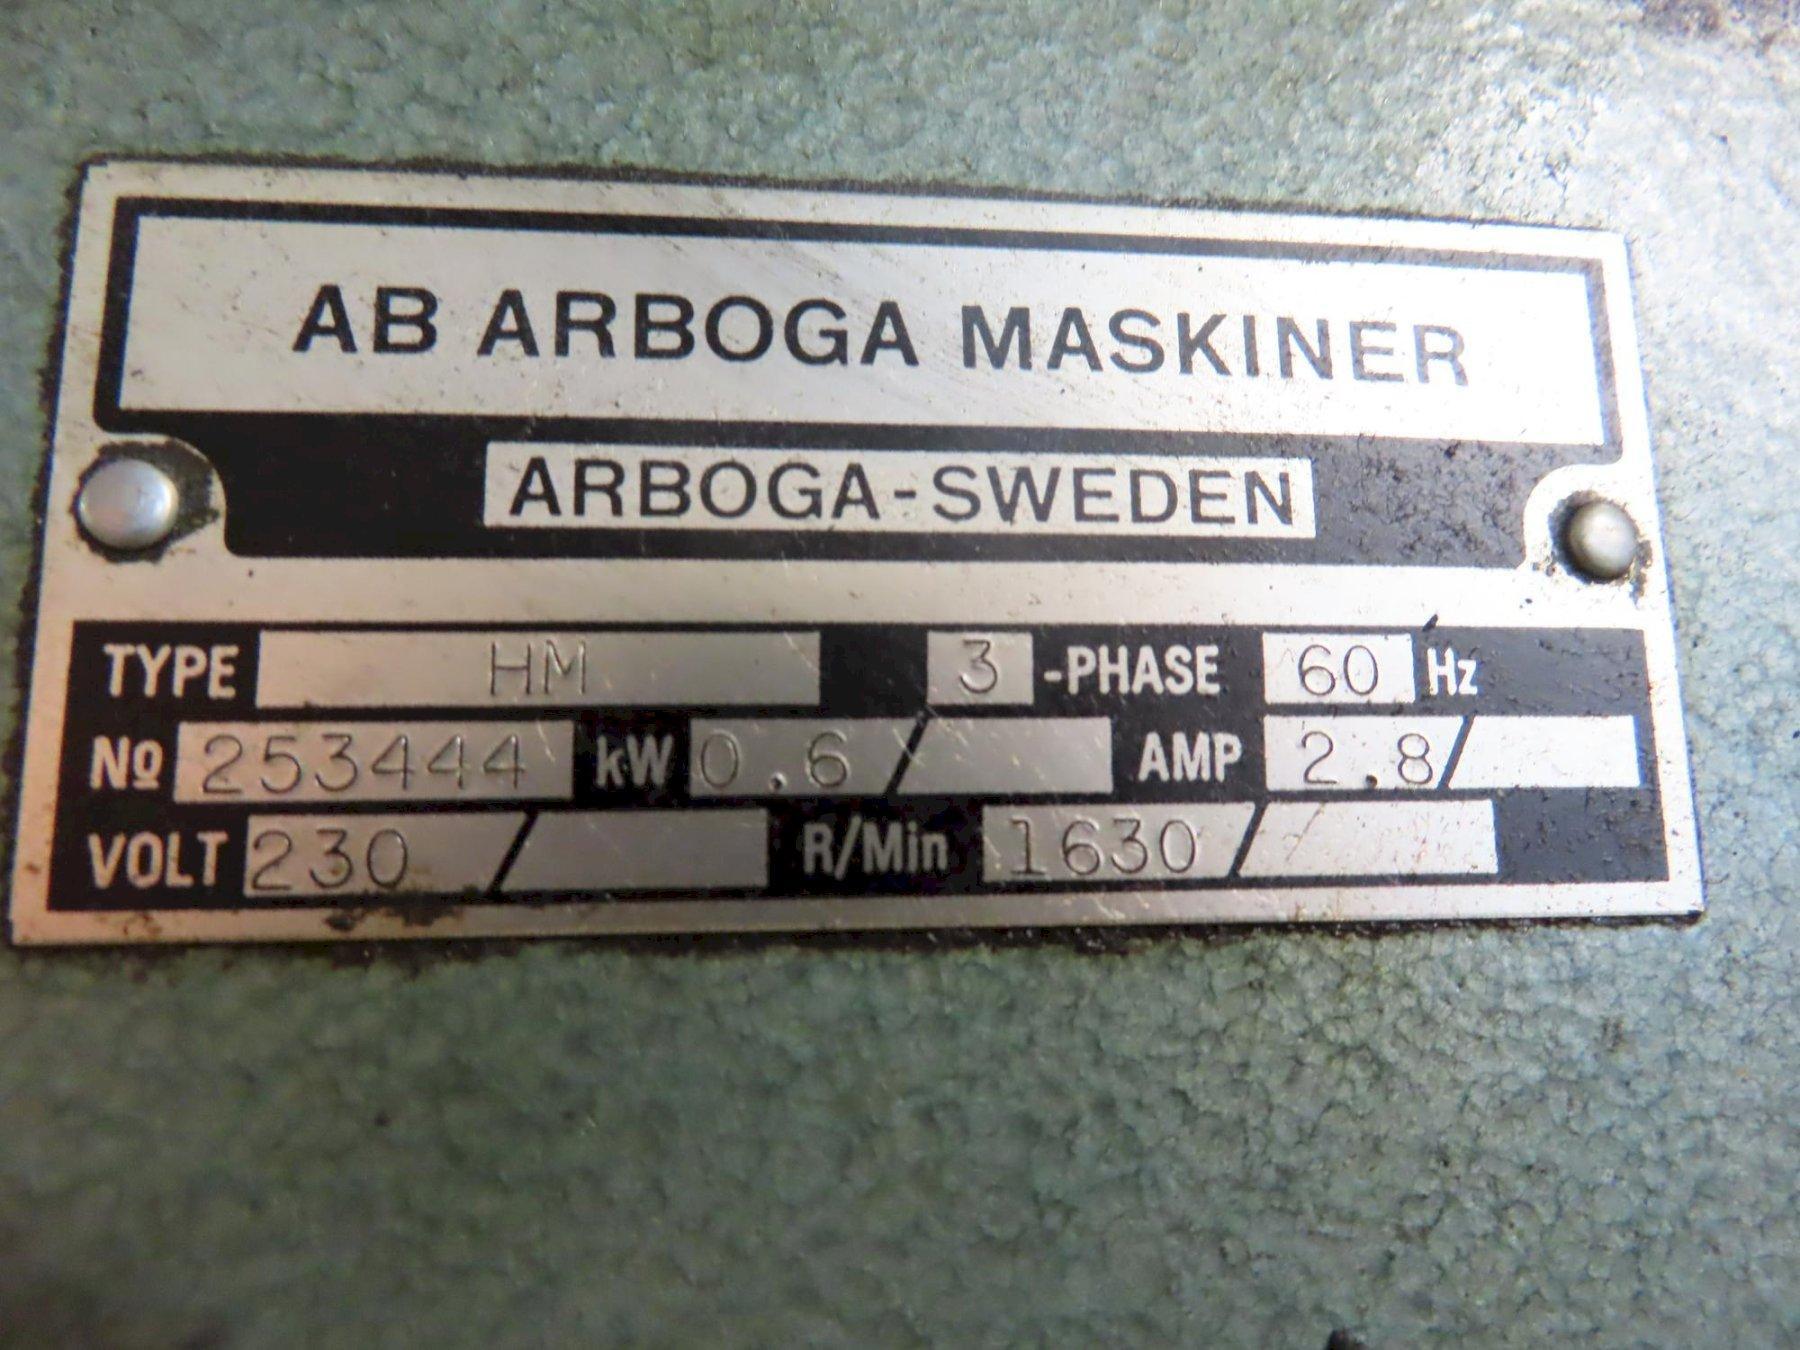 AB ARBOGA MASKINER
ARBOGA-SWEDEN
TYPE HM 3 -PHASE 60 Hz
Nº 253444 kW 0.6/ AMP 2.8/
VOLT 230/ R/Min 1630/